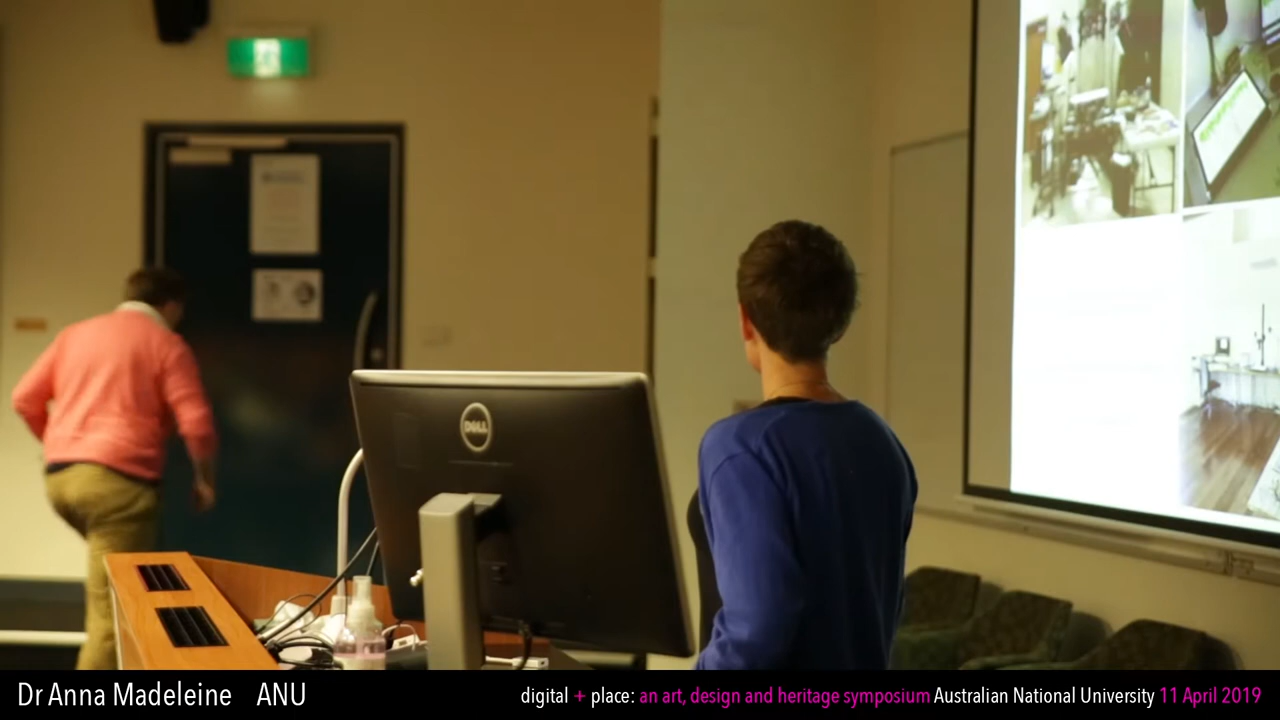 DELL
Dr Anna Madeleine ANU
digital + place: an art, design and heritage symposium Australian National University 11 April 2019